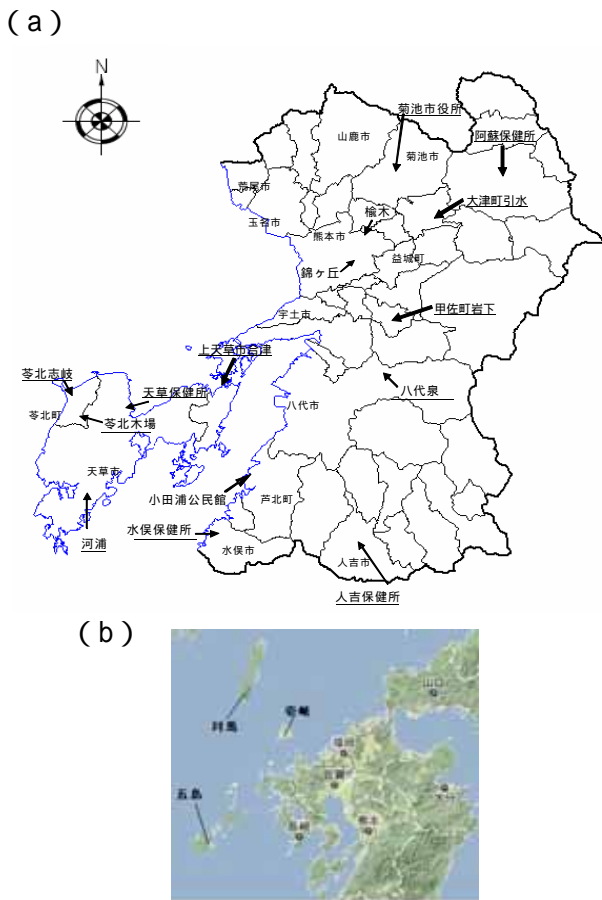 (a)
N
菊池市役所
山鹿市
阿蘇保健所
菊池市
荒尾市
大津町引水
楡木
玉名市
熊本市
益城町
錦ヶ丘
宇土市
甲佐町岩下
上天草市合津
苓北志岐
天草保健所
八代泉
八代市
苓北町
苓北木場
天草市
小田浦公民館
芦北町
水俣保健所
河浦
水俣市
人吉市
人吉保健所
(b)
山口
壱岐
対馬
福岡
佐賀
五島
長崎
熊本